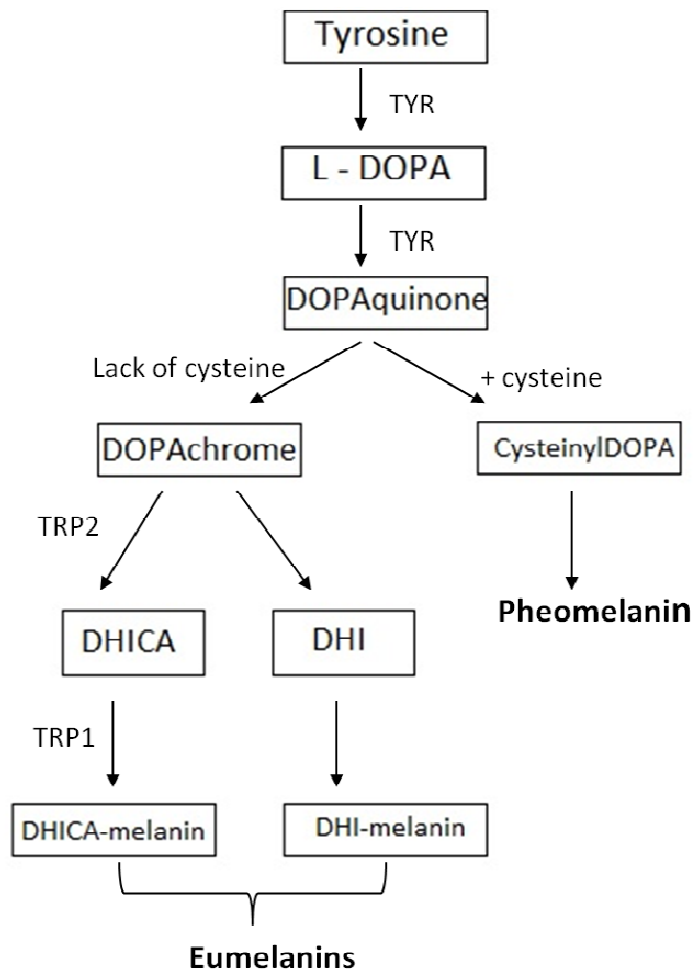 Tyrosine
TYR
L - DOPA
TYR
DOPAquinone
Lack of cysteine
+ cysteine
DOPAchrome
CysteinylDOPA
TRP2
Pheomelanin
DHICA
DHI
TRP1
DHICA-melanin
DHI-melanin
Eumelanins